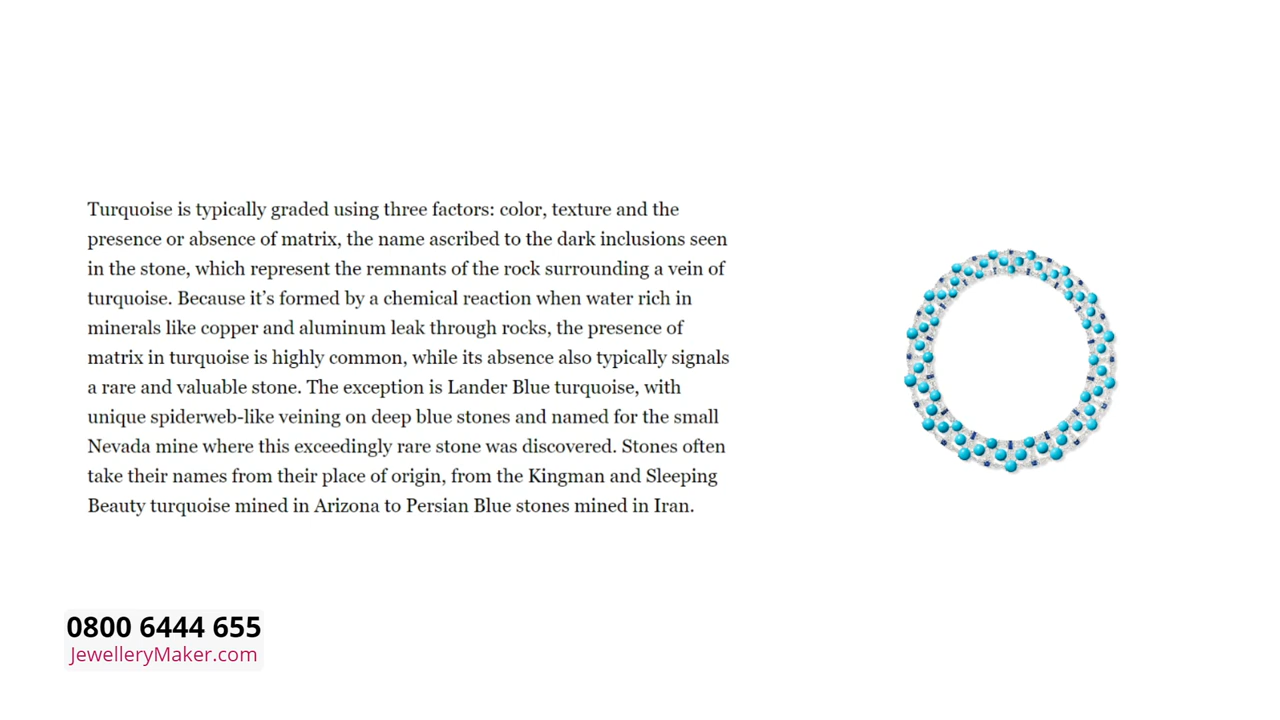 Turquoise is typically graded using three factors: color, texture and the
presence or absence of matrix, the name ascribed to the dark inclusions seen
in the stone, which represent the remnants of the rock surrounding a vein of
turquoise. Because it’s formed by a chemical reaction when water rich in
minerals like copper and aluminum leak through rocks, the presence of
matrix in turquoise is highly common, while its absence also typically signals
a rare and valuable stone. The exception is Lander Blue turquoise, with
unique spiderweb-like veining on deep blue stones and named for the small
Nevada mine where this exceedingly rare stone was discovered. Stones often
take their names from their place of origin, from the Kingman and Sleeping
Beauty turquoise mined in Arizona to Persian Blue stones mined in Iran.
0800 6444 655
JewelleryMaker.com